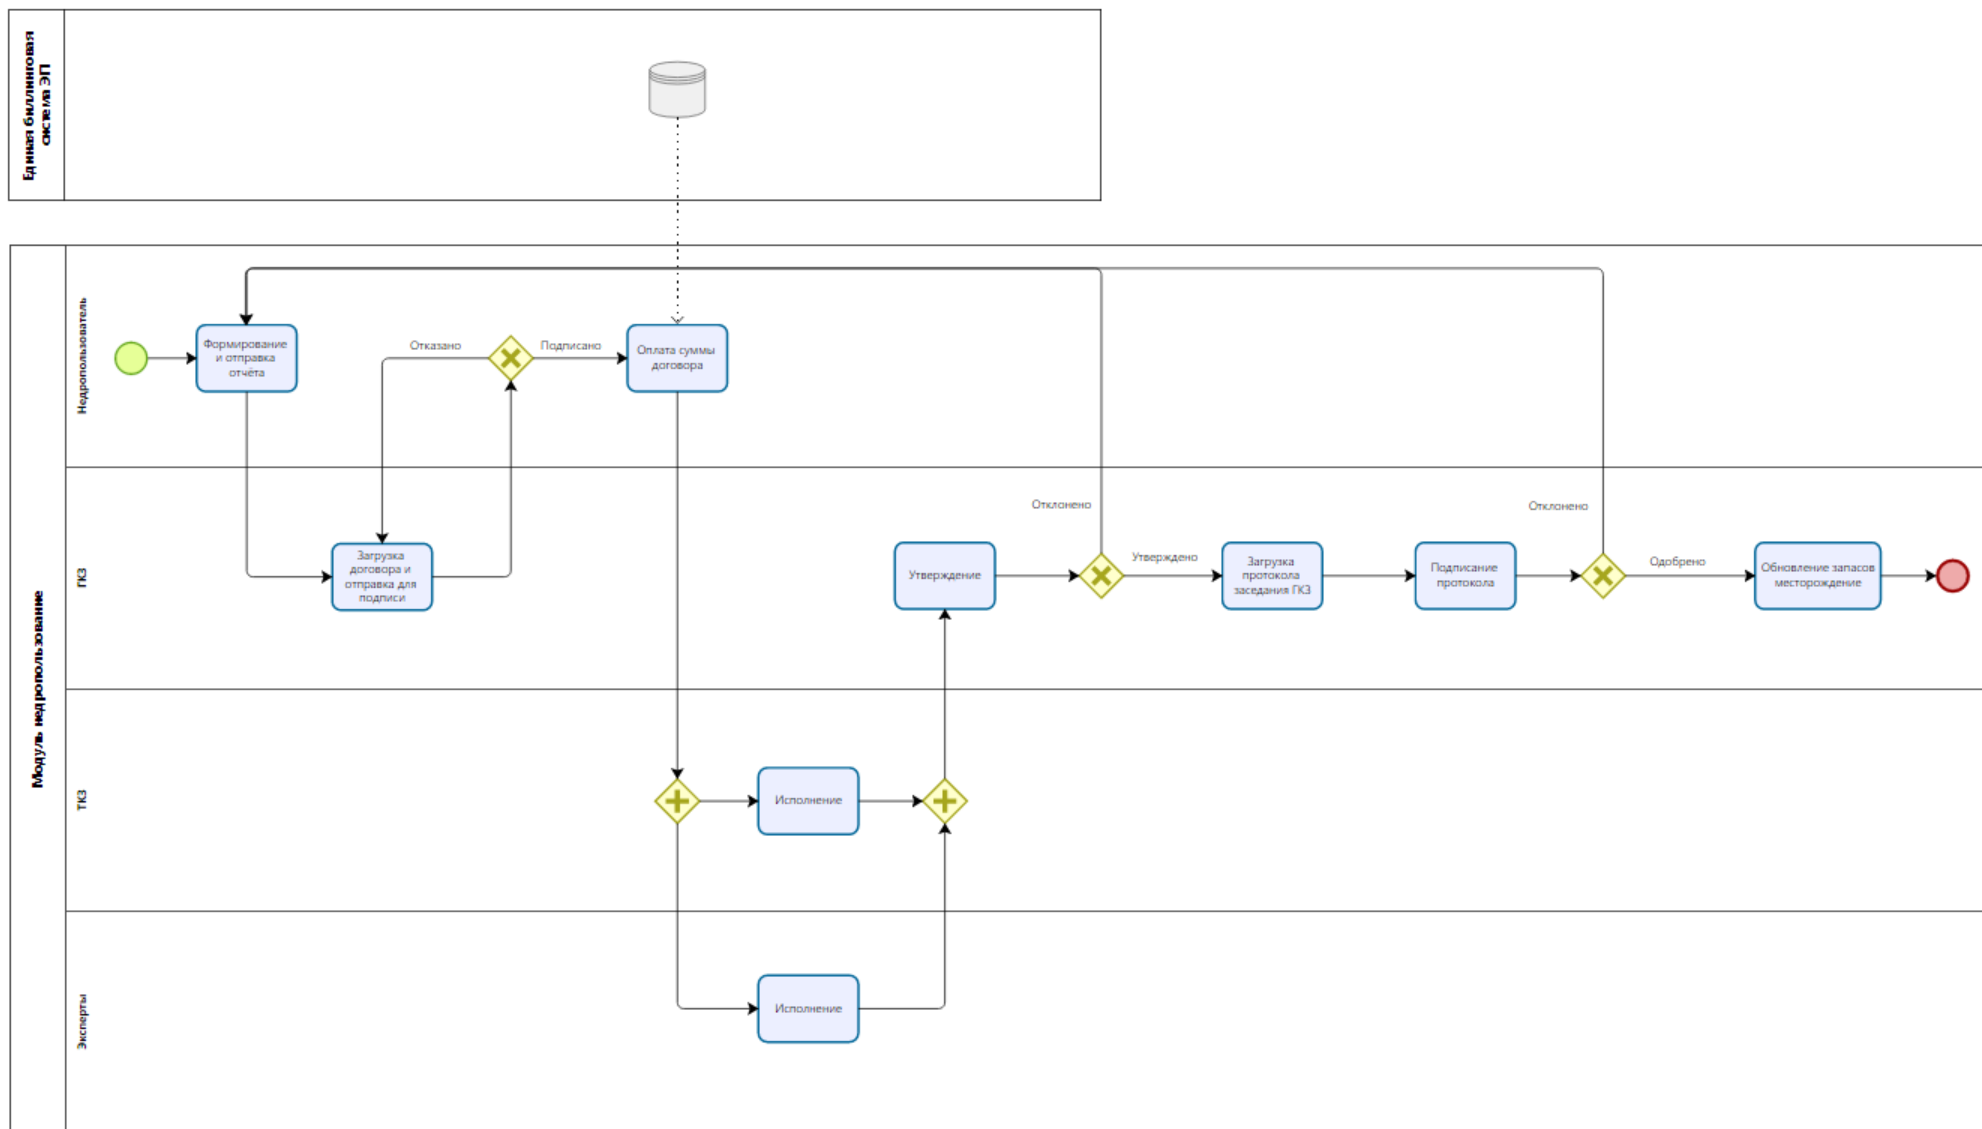 Единая биллинговая
система ЭП
Модуль недропользование
Недропользователь
Формирование
и отправка
отчёта
Отказано
Подписано
Оплата суммы
договора
ГКЗ
Загрузка
договора и
отправка для
подписи
Утверждение
Отклонено
Утверждено
Загрузка
протокола
заседания ГКЗ
Подписание
протокола
Отклонено
Одобрено
Обновление запасов
месторождение
ТКЗ
Исполнение
Эксперты
Исполнение